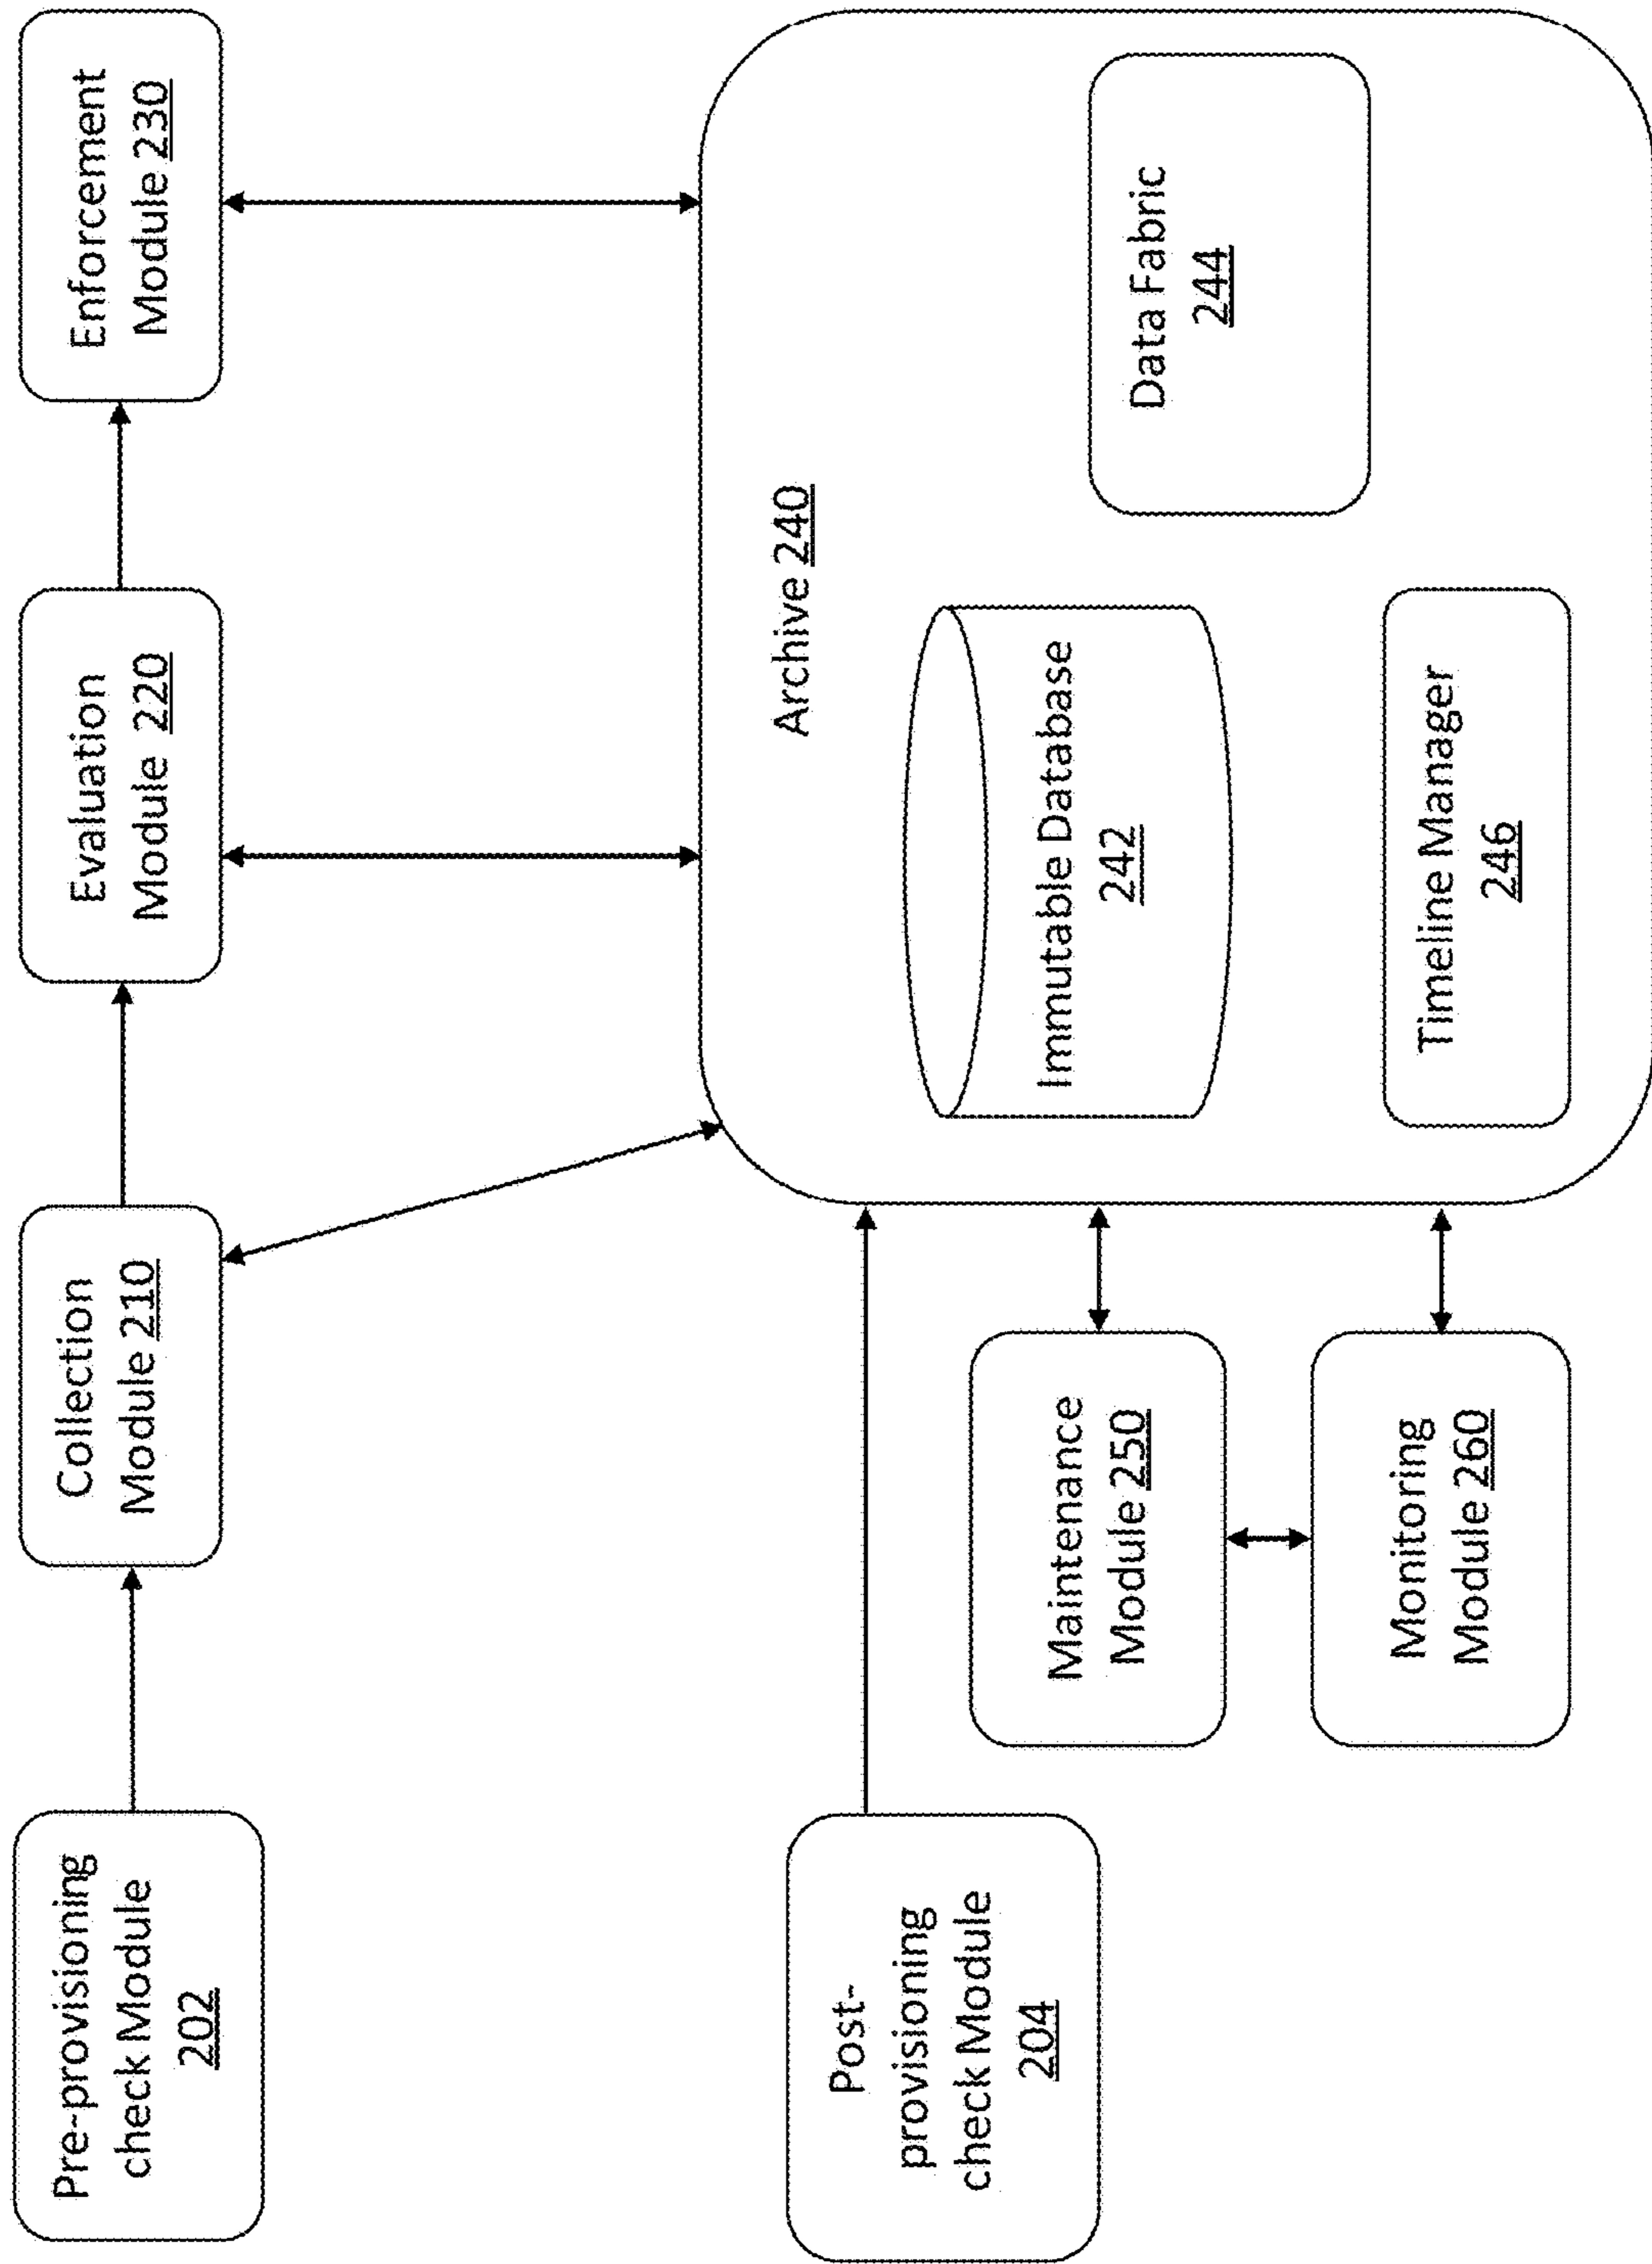 Pre-provisioning
check Module
202
Collection
Module 210
Evaluation
Module 220
Enforcement
Module 230
Post-
provisioning
check Module
204
Maintenance
Module 250
Monitoring
Module 260
Archive 240
Immutable Database
242
Data Fabric
244
Timeline Manager
246